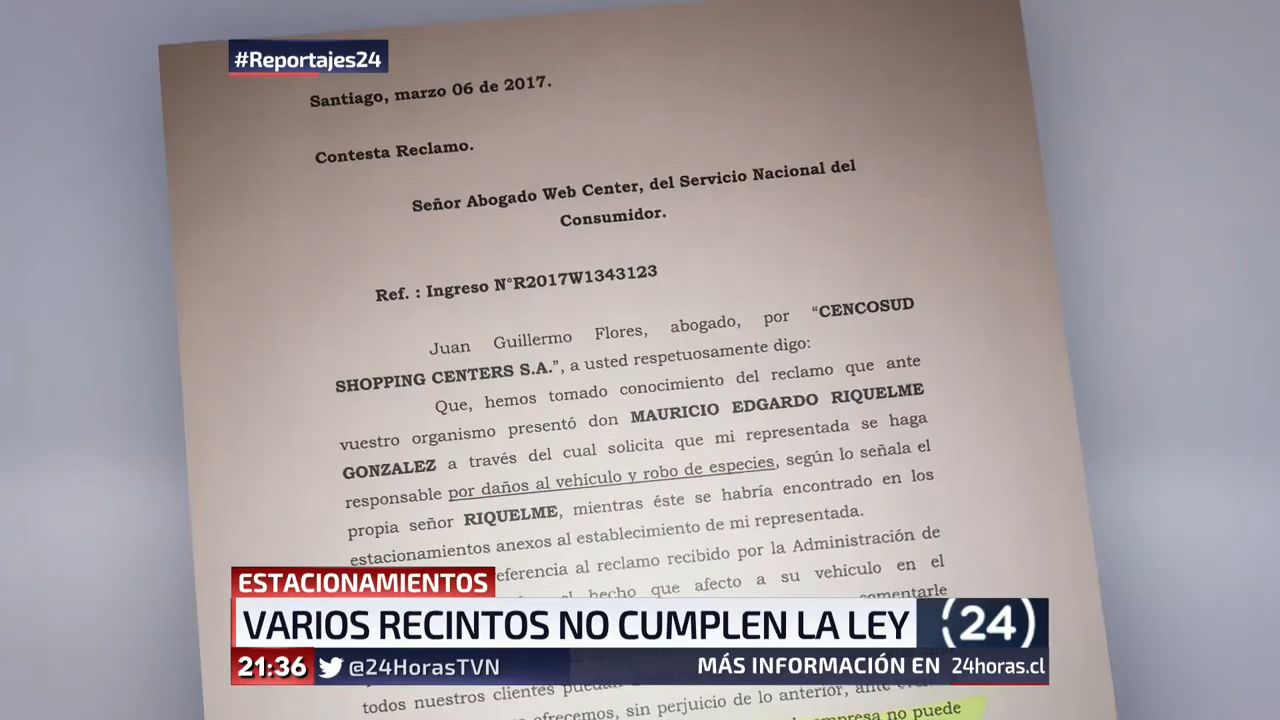 #Reportajes24
Santiago, marzo 06 de 2017.
Contesta Reclamo.
Señor Abogado Web Center, del Servicio Nacional del
Consumidor.
Ref. : Ingreso N°R2017W1343123
Juan Guillermo Flores, abogado, por “CENCOSUD
SHOPPING CENTERS S.A.”, a usted respetuosamente digo:
Que, hemos tomado conocimiento del reclamo que ante
vuestro organismo presentó don MAURICIO EDGARDO RIQUELME
GONZALEZ a través del cual solicita que mi representada se haga
responsable por daños al vehículo y robo de especies, según lo señala el
propia señor RIQUELME, mientras éste se habría encontrado en los
estacionamientos anexos al establecimiento de mi representada.
al reclamo recibido por la Administración de
hecho que afecto a su vehículo en el
ESTACIONAMIENTOS
VARIOS RECINTOS NO CUMPLEN LA LEY
(24)
21:36 @24HorasTVN MÁS INFORMACIÓN EN 24horas.cl
todos nuestros clientes
ofrecemos, sin perjuicio de lo anterior,
empresa no puede